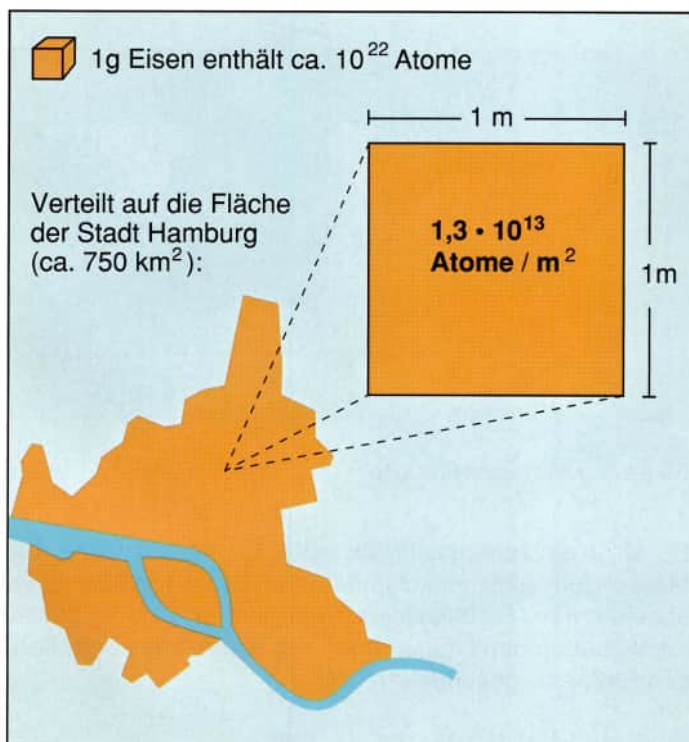 1g Eisen enthält ca. 10²² Atome
1 m
Verteilt auf die Fläche
der Stadt Hamburg
(ca. 750 km²):
1,3 • 10¹³
Atome / m²
1m